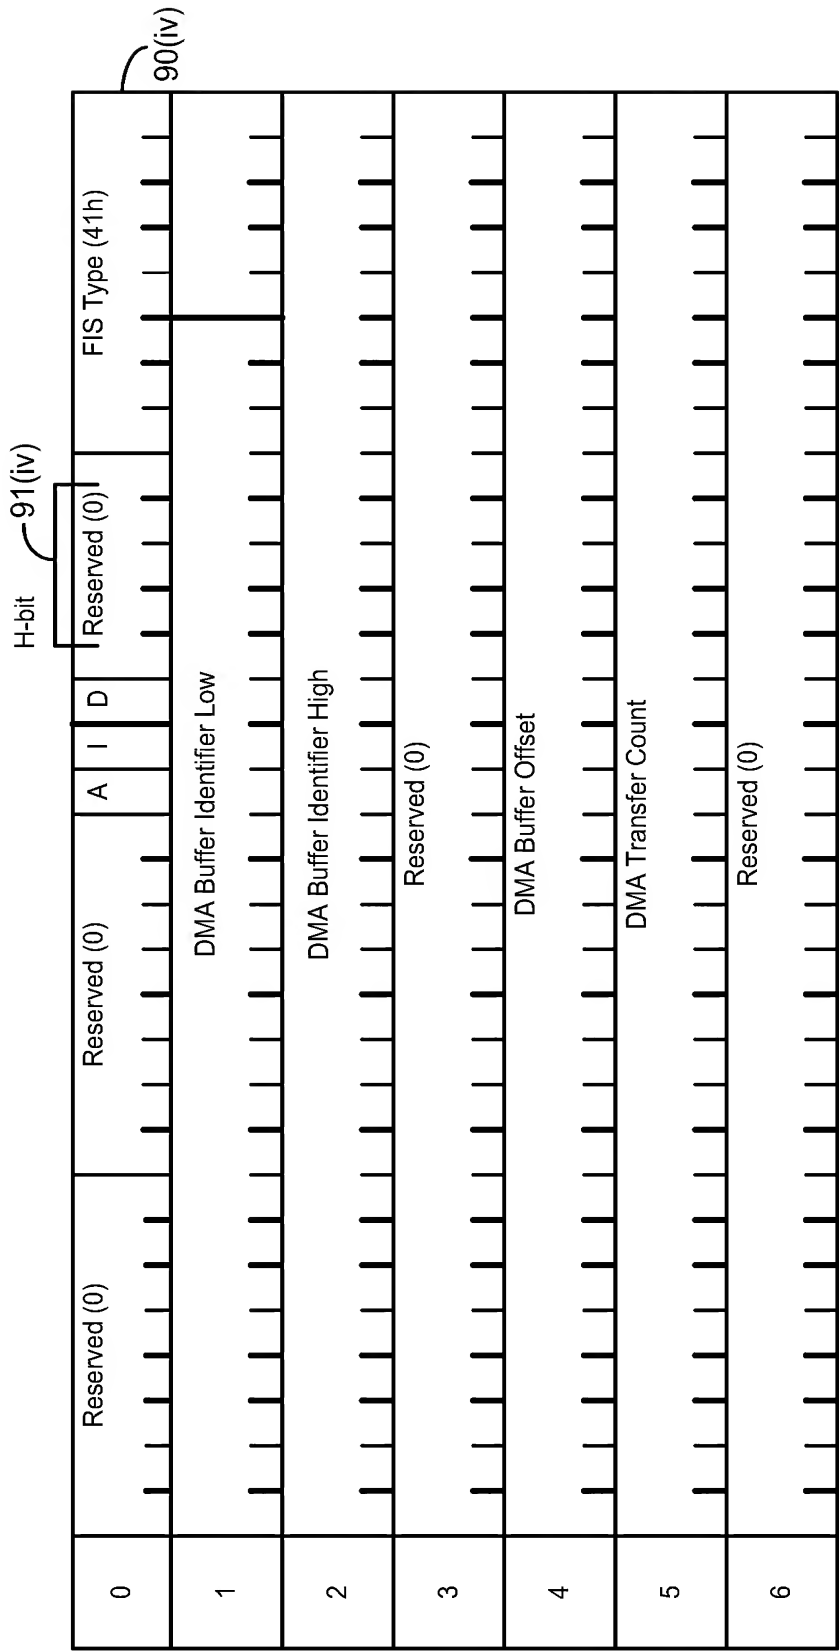 H-bit
91(iv)
90(iv)
0
Reserved (0)
Reserved (0)
A
I
D
Reserved (0)
FIS Type (41h)
1
DMA Buffer Identifier Low
2
DMA Buffer Identifier High
3
Reserved (0)
4
DMA Buffer Offset
5
DMA Transfer Count
6
Reserved (0)